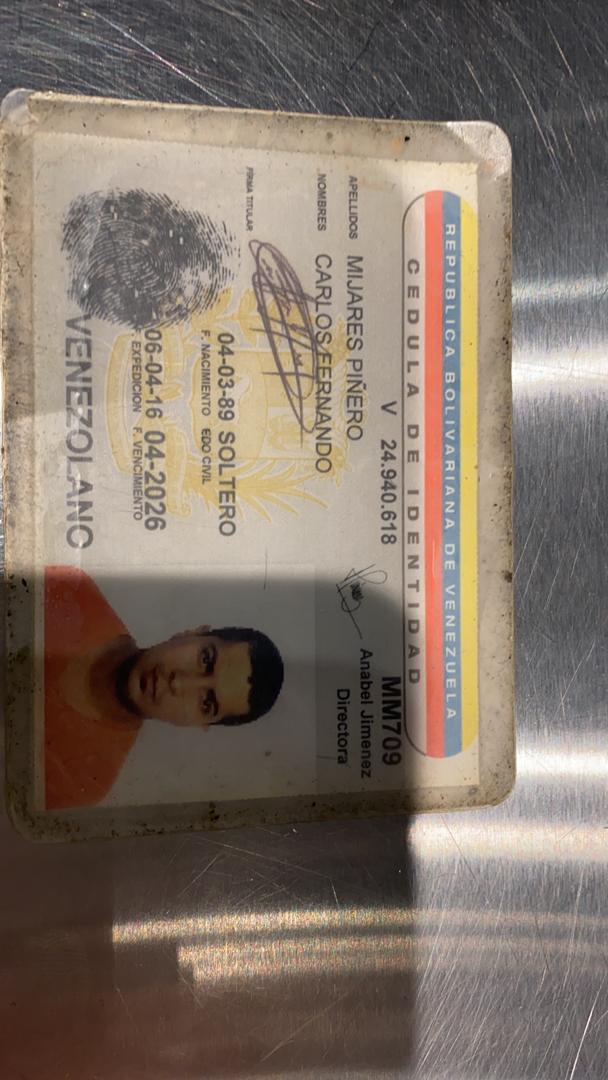 REPUBLICA BOLIVARIANA DE VENEZUELA
CEDULA DE IDENTIDAD
V 24.940.618
MM709
Anabel Jimenez
Directora
APELLIDOS MIJARES PIÑERO
NOMBRES CARLOS FERNANDO
FIRMA TITULAR
04-03-89 SOLTERO
F. NACIMIENTO EDO CIVIL
06-04-16 04-2026
F. EXPEDICION F. VENCIMIENTO
VENEZOLANO